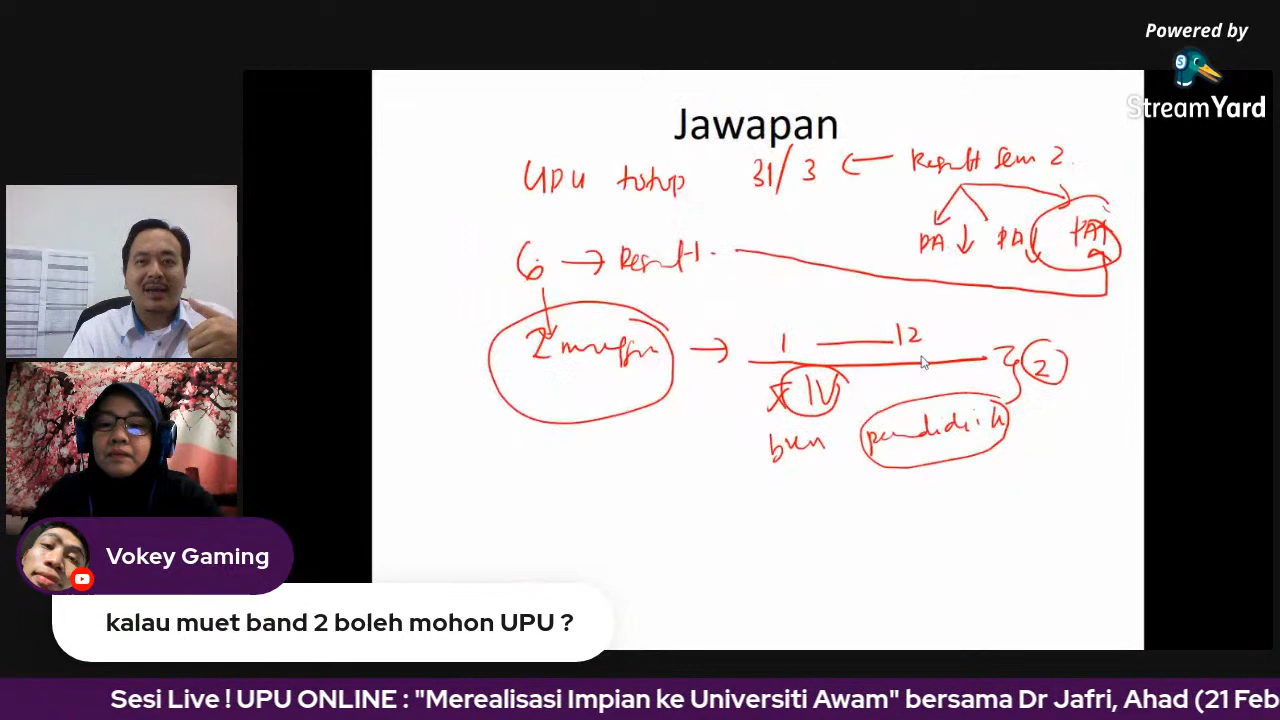 Powered by
StreamYard
Jawapan
UPU tutup 31/3 ← Result Sem 2.
PA ↓ PA ↓
6 → Result.
2 minggu → 1 — 12
2
IV
Vokey Gaming
kalau muet band 2 boleh mohon UPU ?
Sesi Live ! UPU ONLINE : "Merealisasi Impian ke Universiti Awam" bersama Dr Jafri, Ahad (21 Feb